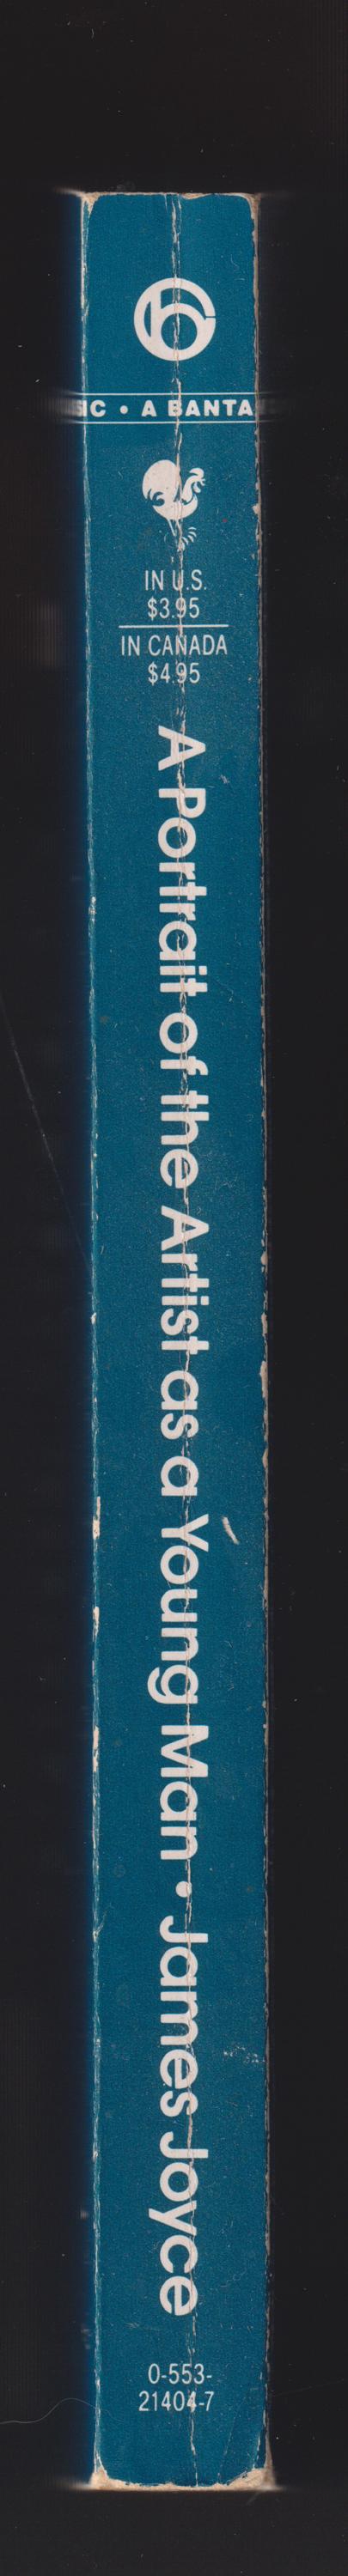 IC • A BANTA
IN U.S.
$3.95
IN CANADA
$4.95
A Portrait of the Artist as a Young Man • James Joyce
0-553-
21404-7